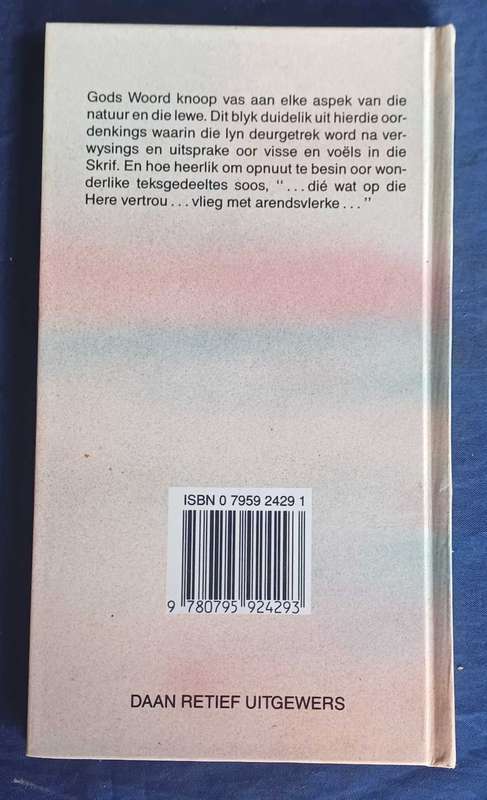 Gods Woord knoop vas aan elke aspek van die
natuur en die lewe. Dit blyk duidelik uit hierdie oor-
denkings waarin die lyn deurgetrek word na ver-
wysings en uitsprake oor visse en voëls in die
Skrif. En hoe heerlik om opnuut te besin oor won-
derlike teksgedeeltes soos, “...dié wat op die
Here vertrou...vlieg met arendsvlerke...”
ISBN 0 7959 2429 1
9 780795 924293
DAAN RETIEF UITGEWERS